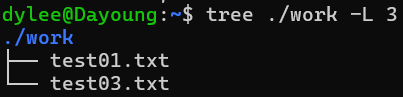 dylee@Dayoung:~$ tree ./work -L 3
./work
├── test01.txt
└── test03.txt